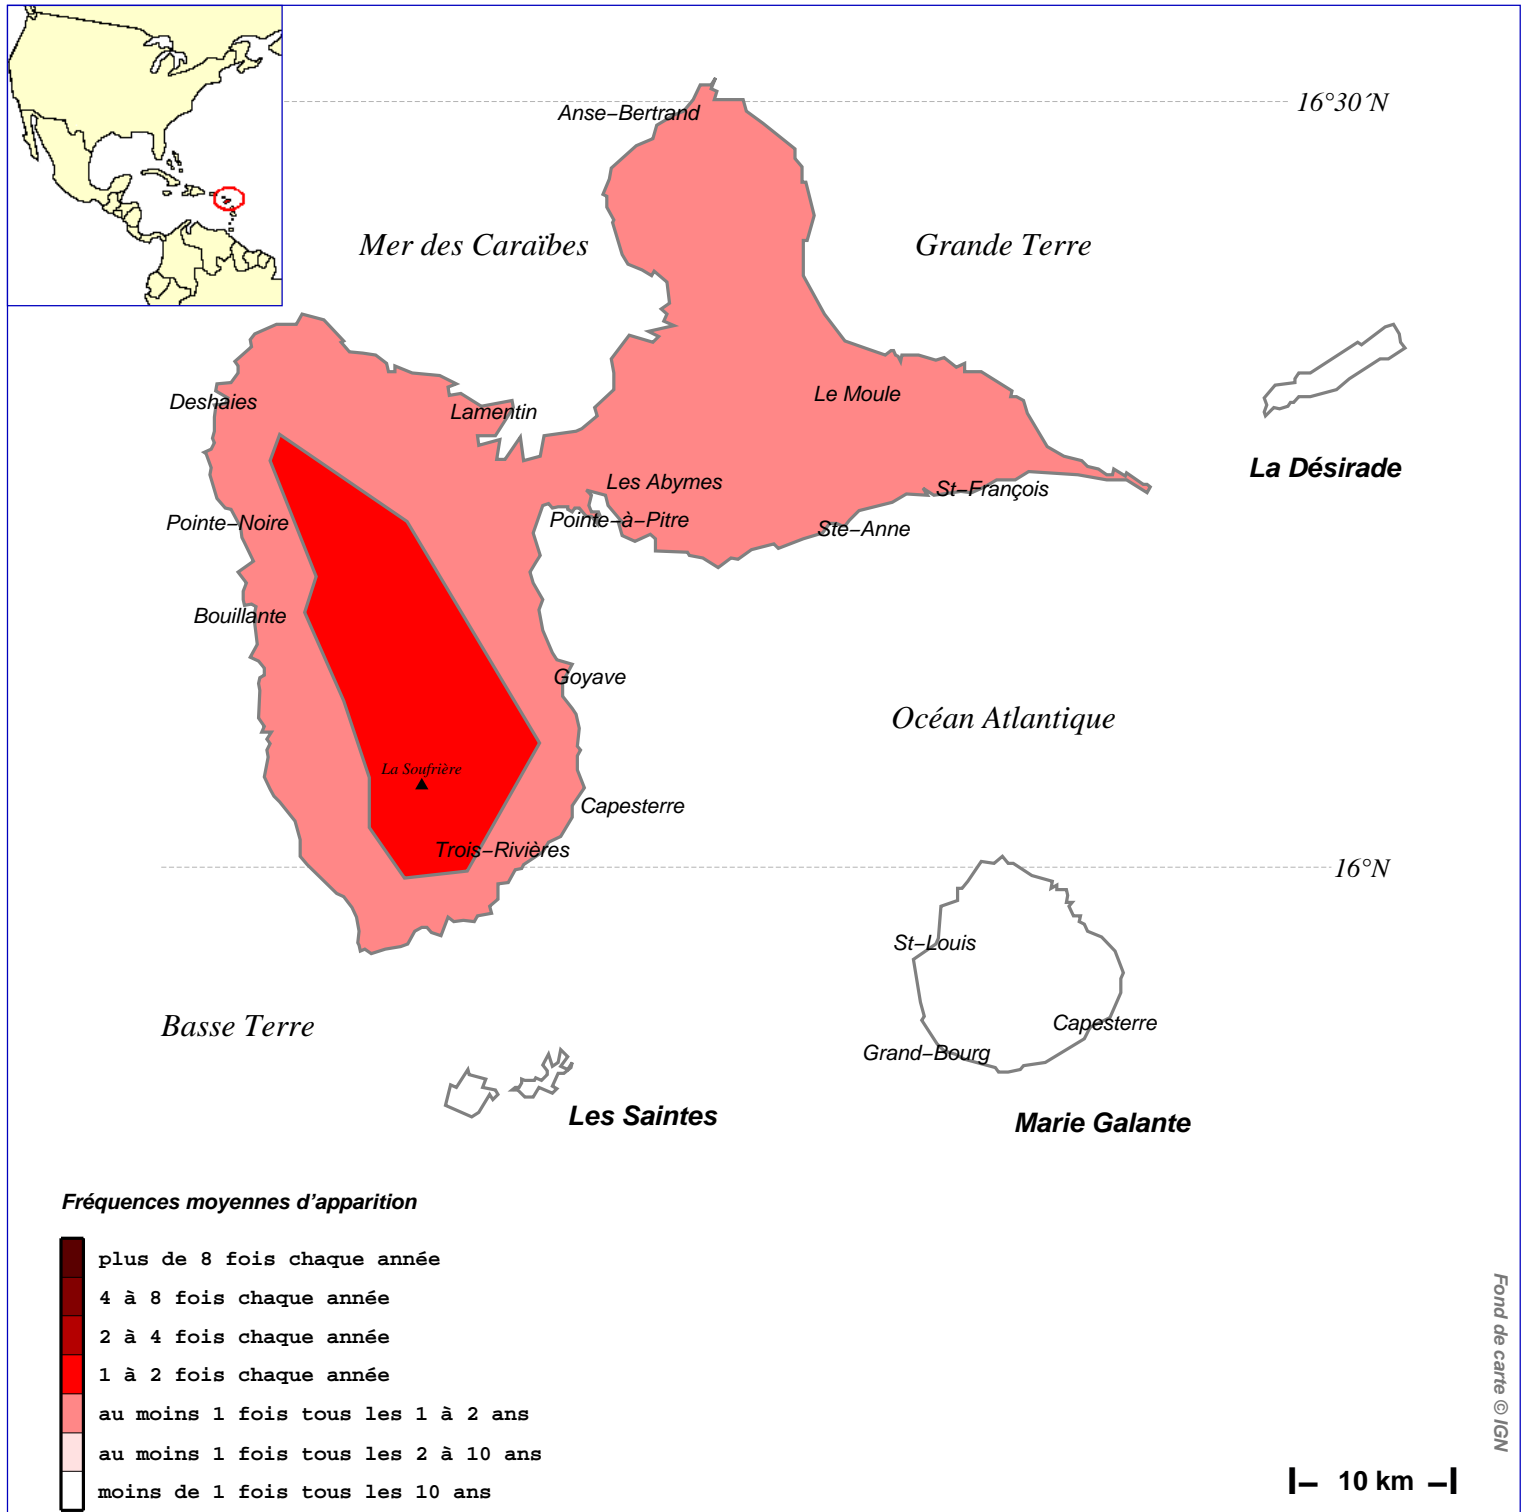 16°30´N
Anse−Bertrand
Mer des Caraïbes
Grande Terre
Deshaies
Lamentin
Le Moule
La Désirade
Les Abymes
St−François
Pointe−Noire
Pointe−à−Pitre
Ste−Anne
Bouillante
Goyave
Océan Atlantique
La Soufrière
Capesterre
Trois−Rivières
16°N
St−Louis
Basse Terre
Capesterre
Grand−Bourg
Les Saintes
Marie Galante
Fréquences moyennes d’apparition
plus de 8 fois chaque année
4 à 8 fois chaque année
2 à 4 fois chaque année
1 à 2 fois chaque année
au moins 1 fois tous les 1 à 2 ans
au moins 1 fois tous les 2 à 10 ans
moins de 1 fois tous les 10 ans
Fond de carte © IGN
10 km